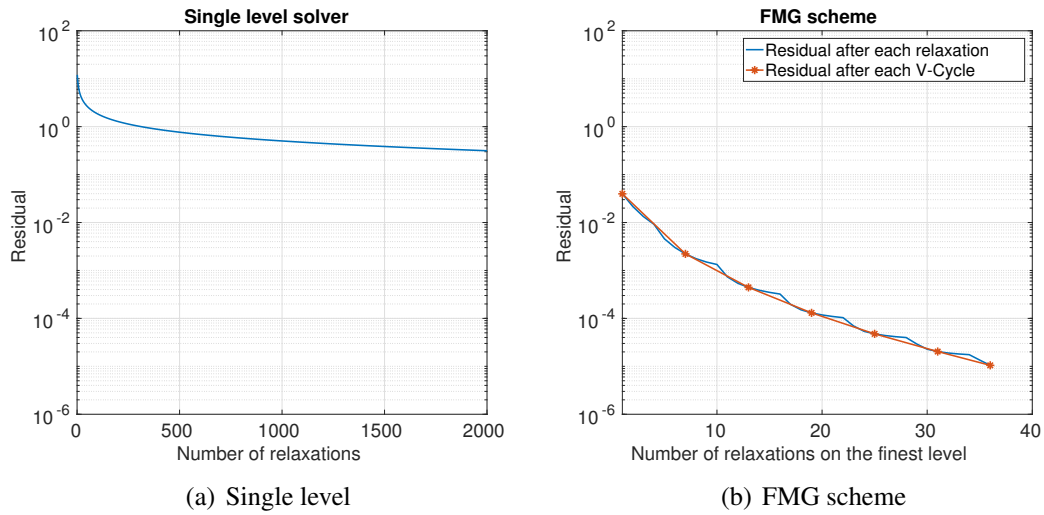 Single level solver
10^2
10^0
10^-2
10^-4
10^-6
Residual
0
500
1000
1500
2000
Number of relaxations
(a) Single level
FMG scheme
Residual after each relaxation
Residual after each V-Cycle
10^2
10^0
10^-2
10^-4
10^-6
Residual
10
20
30
40
Number of relaxations on the finest level
(b) FMG scheme